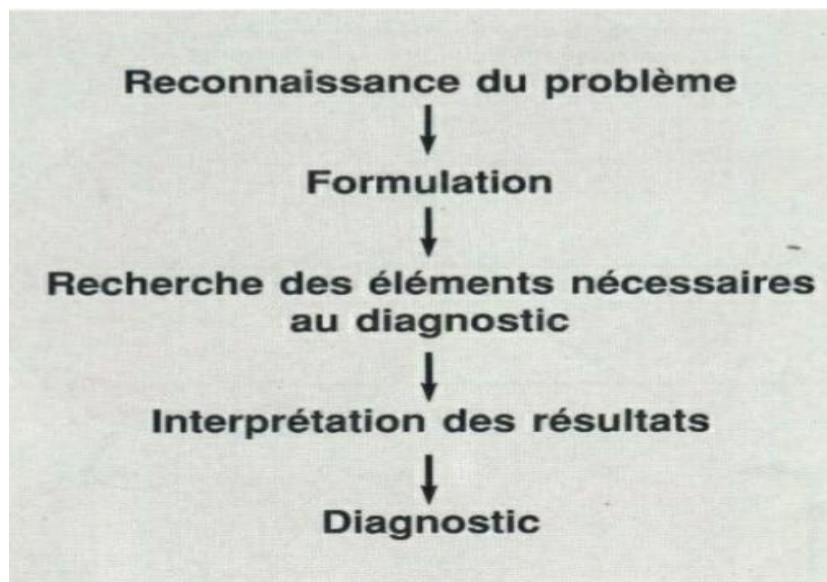 Reconnaissance du problème
Formulation
Recherche des éléments nécessaires
au diagnostic
Interprétation des résultats
Diagnostic